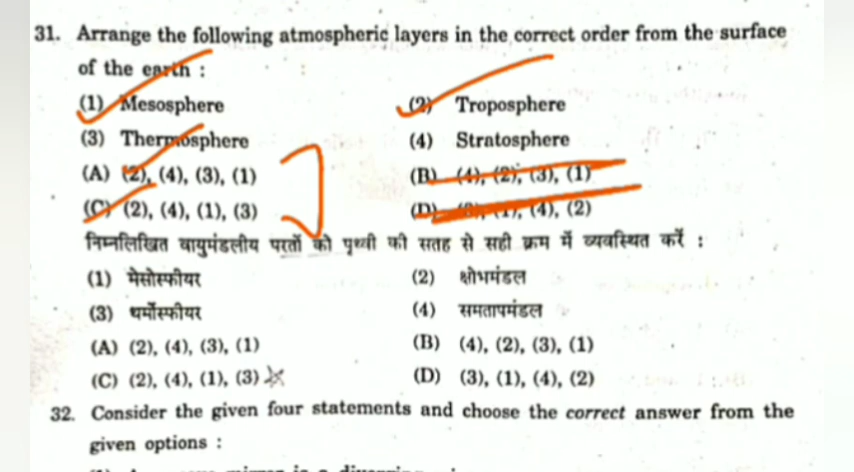 31. Arrange the following atmospheric layers in the correct order from the surface
of the earth :
(1) Mesosphere (2) Troposphere
(3) Thermosphere (4) Stratosphere
(A) (2), (4), (3), (1) (B) (4), (2), (3), (1)
(C) (2), (4), (1), (3) (D) (3), (1), (4), (2)
निम्नलिखित वायुमंडलीय परतों को पृथ्वी की सतह से सही क्रम में व्यवस्थित करें :
(1) मेसोस्फीयर (2) क्षोभमंडल
(3) थर्मोस्फीयर (4) समतापमंडल
(A) (2), (4), (3), (1) (B) (4), (2), (3), (1)
(C) (2), (4), (1), (3) (D) (3), (1), (4), (2)
32. Consider the given four statements and choose the correct answer from the
given options :